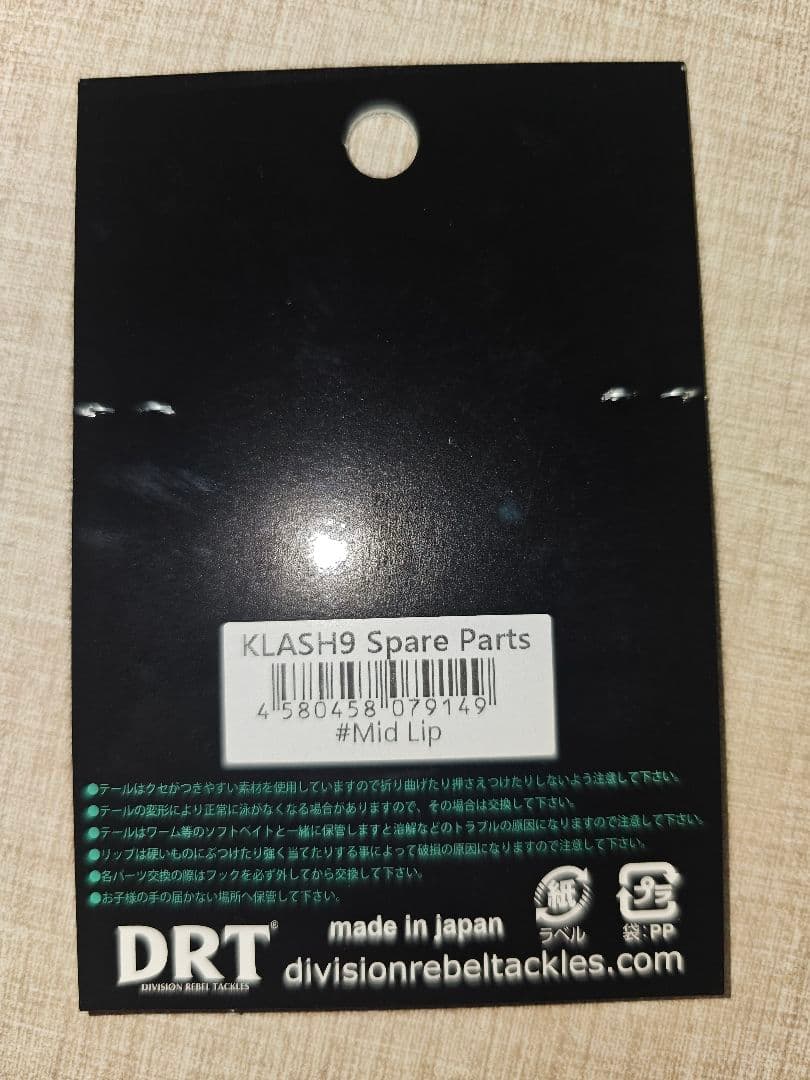 KLASH9 Spare Parts
4 580458 079149
#Mid Lip
●テールはクセがつきやすい素材を使用していますので折り曲げたり押さえつけたりしないよう注意して下さい。
●テールの変形により正常に泳がなくなる場合がありますので、その場合は交換して下さい。
●テールはワーム等のソフトベイトと一緒に保管しますと溶解などのトラブルの原因になりますので注意して下さい。
●リップは硬いものにぶつけたり強く当てたりする事によって破損の原因になりますので注意して下さい。
●各パーツ交換の際はフックを必ず外してから交換して下さい。
●お子様の手の届かない場所へ保管して下さい。
紙 プラ
ラベル 袋:PP
DRT®
DIVISION REBEL TACKLES
made in japan
divisionrebeltackles.com